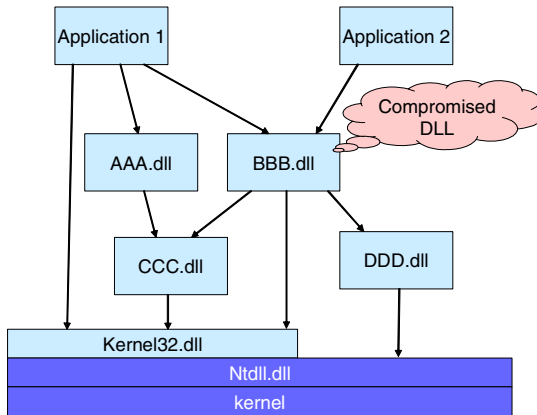 Application 1
Application 2
Compromised
DLL
AAA.dll
BBB.dll
CCC.dll
DDD.dll
Kernel32.dll
Ntdll.dll
kernel